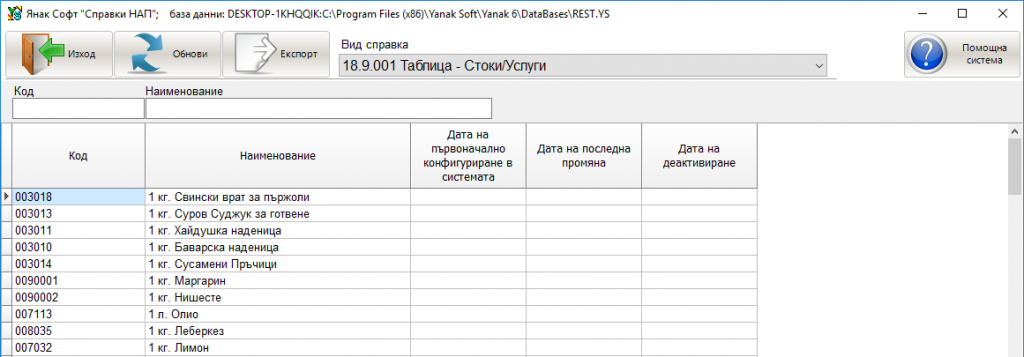 Янак Софт "Справки НАП"; база данни: DESKTOP-1KHQQIK:C:\Program Files (x86)\Yanak Soft\Yanak 6\DataBases\REST.YS
Изход
Обнови
Експорт
Вид справка
18.9.001 Таблица - Стоки/Услуги
Помощна
система
Код Наименование
Код
Наименование
Дата на
първоначално
конфигуриране в
системата
Дата на последна
промяна
Дата на
деактивиране
003018 1 кг. Свински врат за пържоли
003013 1 кг. Суров Суджук за готвене
003011 1 кг. Хайдушка наденица
003010 1 кг. Баварска наденица
003014 1 кг. Сусамени Пръчици
0090001 1 кг. Маргарин
0090002 1 кг. Нишесте
007113 1 л. Олио
008035 1 кг. Леберкез
007032 1 кг. Лимон